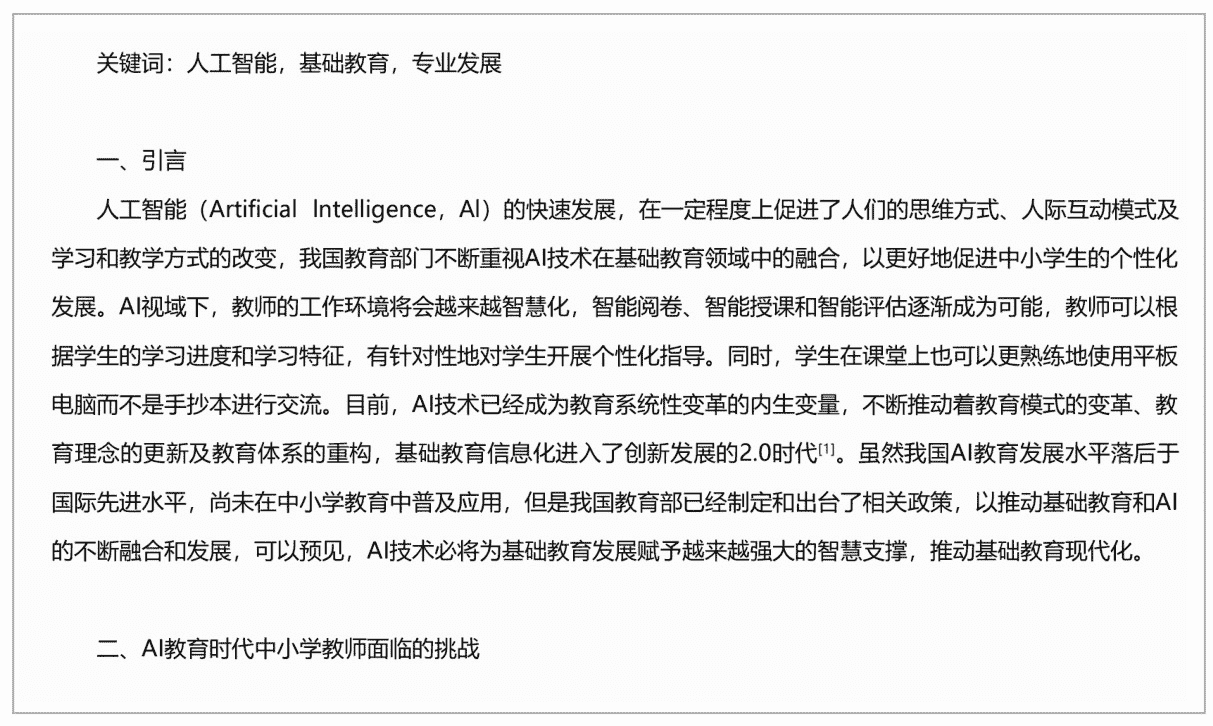 关键词：人工智能，基础教育，专业发展
一、引言
人工智能（Artificial Intelligence，AI）的快速发展，在一定程度上促进了人们的思维方式、人际互动模式及
学习和教学方式的改变，我国教育部门不断重视AI技术在基础教育领域中的融合，以更好地促进中小学生的个性化
发展。AI视域下，教师的工作环境将会越来越智慧化，智能阅卷、智能授课和智能评估逐渐成为可能，教师可以根
据学生的学习进度和学习特征，有针对性地对学生开展个性化指导。同时，学生在课堂上也可以更熟练地使用平板
电脑而不是手抄本进行交流。目前，AI技术已经成为教育系统性变革的内生变量，不断推动着教育模式的变革、教
育理念的更新及教育体系的重构，基础教育信息化进入了创新发展的2.0时代[1]。虽然我国AI教育发展水平落后于
国际先进水平，尚未在中小学教育中普及应用，但是我国教育部已经制定和出台了相关政策，以推动基础教育和AI
的不断融合和发展，可以预见，AI技术必将为基础教育发展赋予越来越强大的智慧支撑，推动基础教育现代化。
二、AI教育时代中小学教师面临的挑战